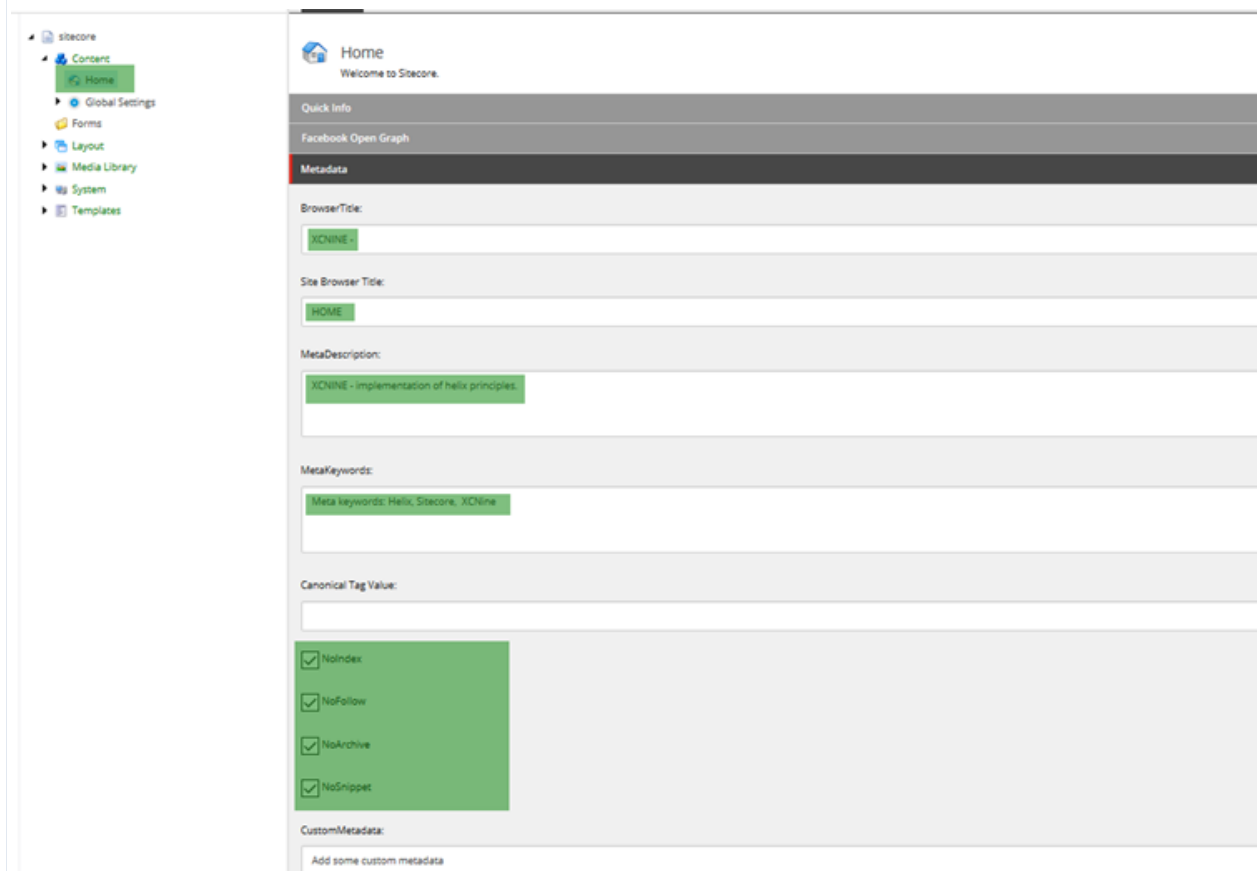 sitecore
Content
Home
Global Settings
Forms
Layout
Media Library
System
Templates
Home
Welcome to Sitecore.
Quick Info
Facebook Open Graph
Metadata
BrowserTitle:
XCNINE -
Site Browser Title:
HOME
MetaDescription:
XCNINE - implementation of helix principles.
MetaKeywords:
Meta keywords: Helix, Sitecore, XCNine
Canonical Tag Value:
NoIndex
NoFollow
NoArchive
NoSnippet
CustomMetadata:
Add some custom metadata